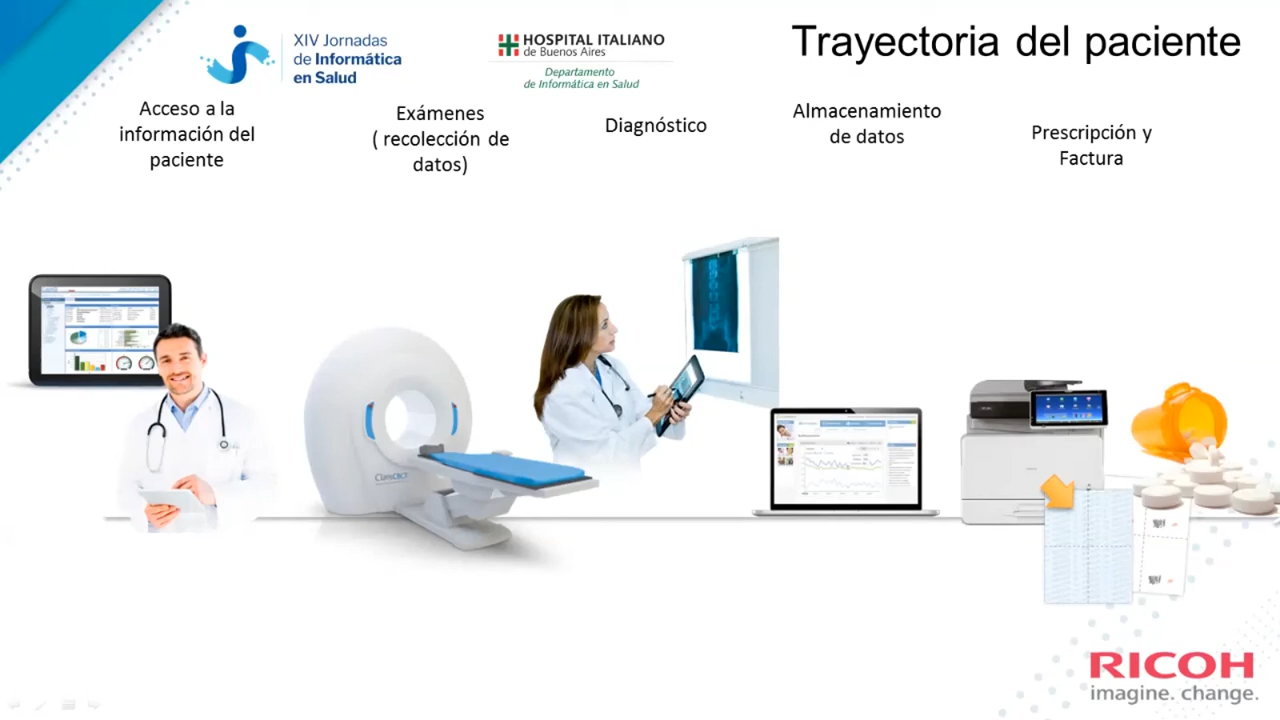 XIV Jornadas
de Informática
en Salud
HOSPITAL ITALIANO
de Buenos Aires
Departamento
de Informática en Salud
Trayectoria del paciente
Acceso a la
información del
paciente
Exámenes
( recolección de
datos)
Diagnóstico
Almacenamiento
de datos
Prescripción y
Factura
RICOH
imagine. change.